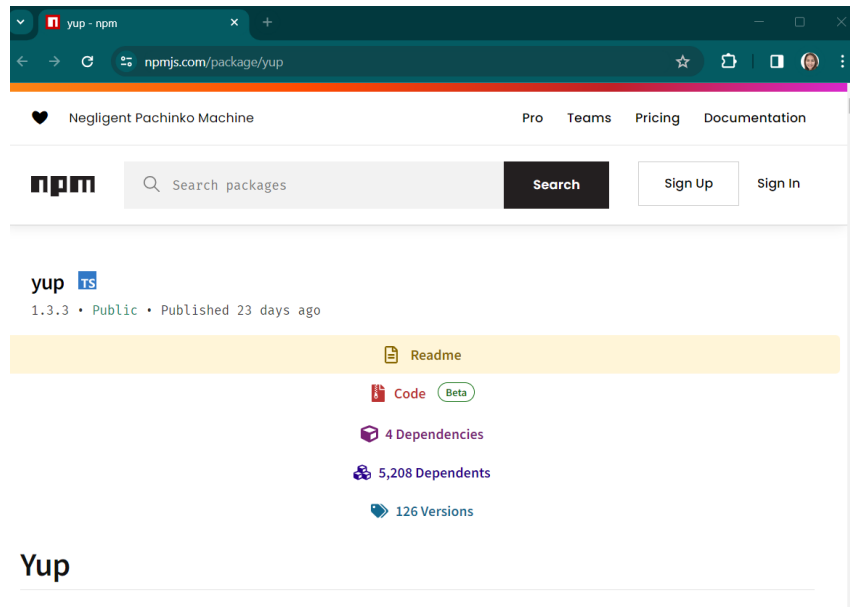 yup - npm
npmjs.com/package/yup
Negligent Pachinko Machine
Pro Teams Pricing Documentation
npm
Search packages
Search
Sign Up
Sign In
yup TS
1.3.3 • Public • Published 23 days ago
Readme
Code Beta
4 Dependencies
5,208 Dependents
126 Versions
Yup